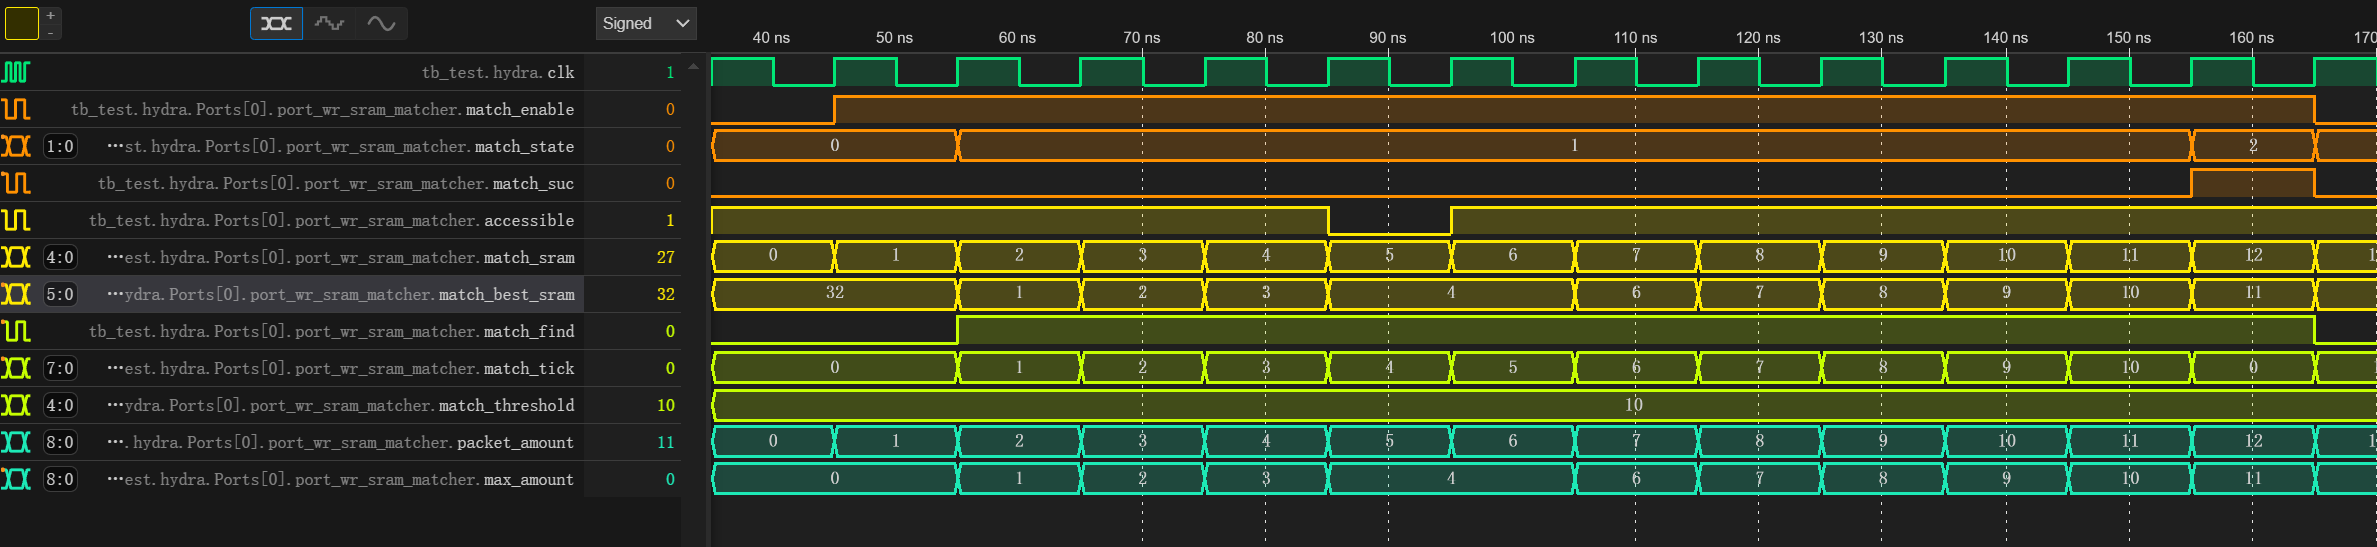 +
-
Signed
40 ns 50 ns 60 ns 70 ns 80 ns 90 ns 100 ns 110 ns 120 ns 130 ns 140 ns 150 ns 160 ns 170
tb_test.hydra.clk 1
tb_test.hydra.Ports[0].port_wr_sram_matcher.match_enable 0
1:0 ···st.hydra.Ports[0].port_wr_sram_matcher.match_state 0 0 1 2
tb_test.hydra.Ports[0].port_wr_sram_matcher.match_suc 0
tb_test.hydra.Ports[0].port_wr_sram_matcher.accessible 1
4:0 ···est.hydra.Ports[0].port_wr_sram_matcher.match_sram 27 0 1 2 3 4 5 6 7 8 9 10 11 12 1
5:0 ···ydra.Ports[0].port_wr_sram_matcher.match_best_sram 32 32 1 2 3 4 6 7 8 9 10 11
tb_test.hydra.Ports[0].port_wr_sram_matcher.match_find 0
7:0 ···est.hydra.Ports[0].port_wr_sram_matcher.match_tick 0 0 1 2 3 4 5 6 7 8 9 10 0 1
4:0 ···ydra.Ports[0].port_wr_sram_matcher.match_threshold 10 10
8:0 ···.hydra.Ports[0].port_wr_sram_matcher.packet_amount 11 0 1 2 3 4 5 6 7 8 9 10 11 12 1
8:0 ···est.hydra.Ports[0].port_wr_sram_matcher.max_amount 0 0 1 2 3 4 6 7 8 9 10 11